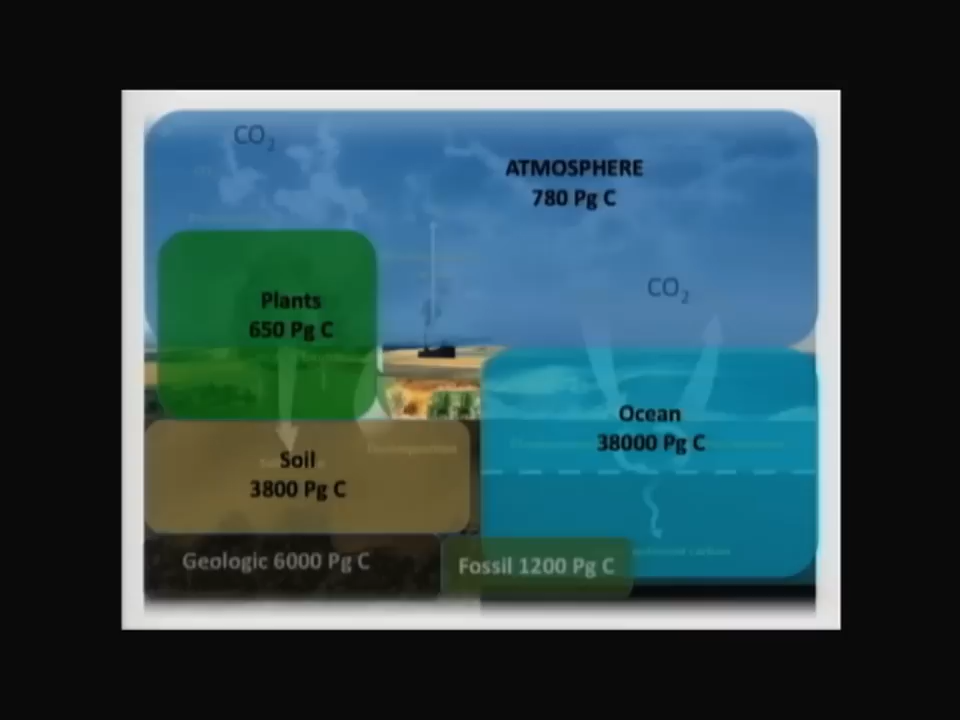 CO2
ATMOSPHERE
780 Pg C
Plants
650 Pg C
CO2
Ocean
38000 Pg C
Soil
3800 Pg C
Geologic 6000 Pg C
Fossil 1200 Pg C